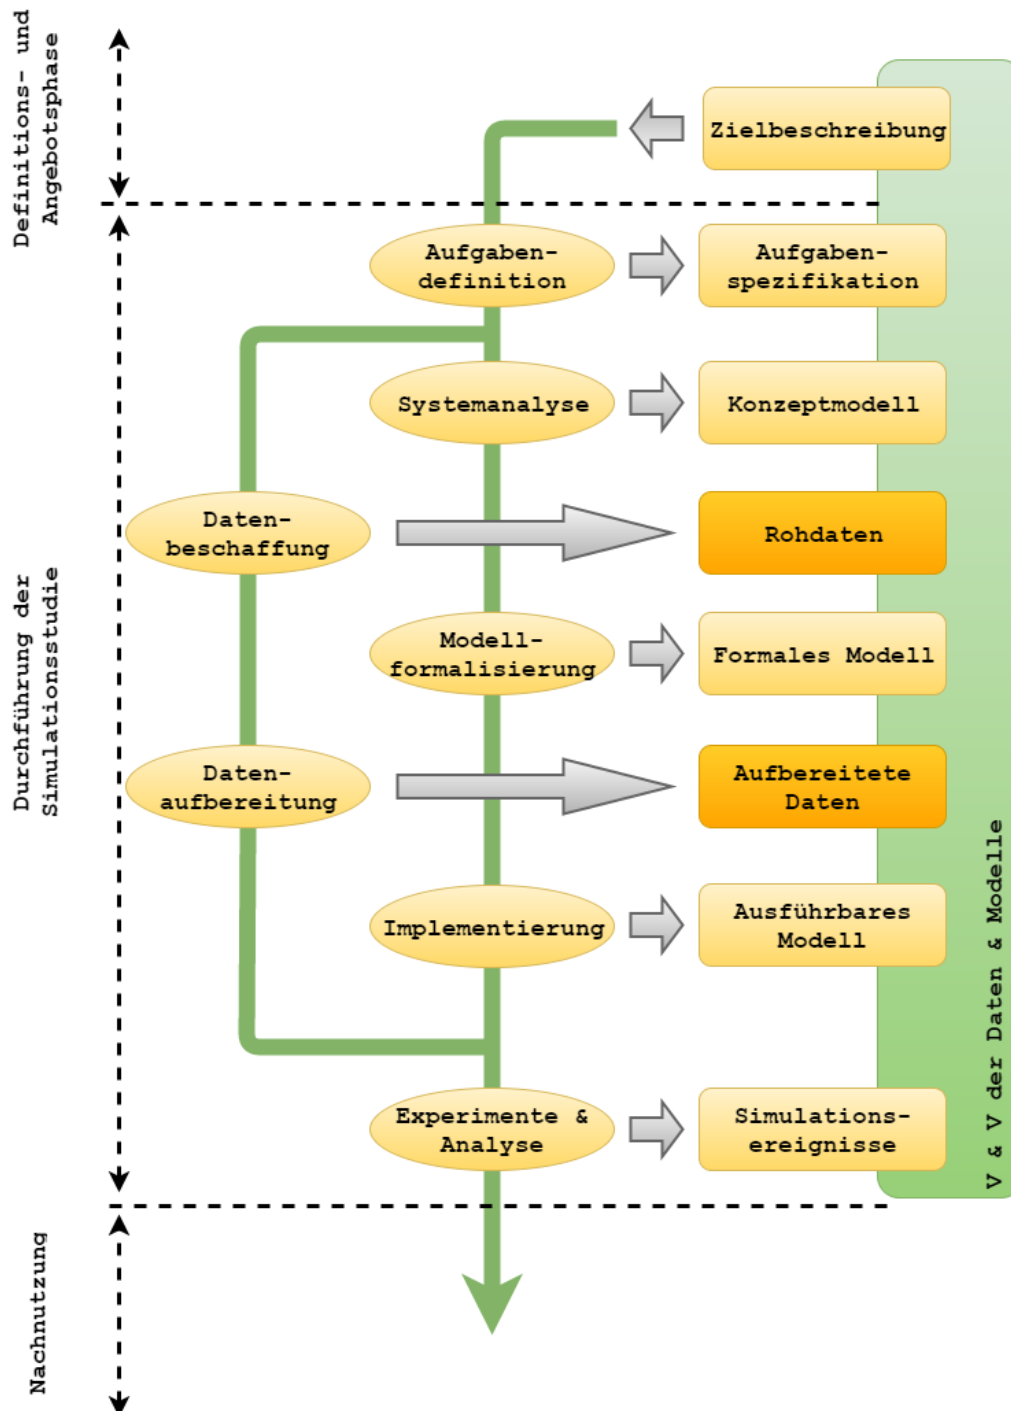 Definitions- und
Angebotsphase
Zielbeschreibung
Durchführung der
Simulationsstudie
Aufgaben-
definition
Aufgaben-
spezifikation
Systemanalyse
Konzeptmodell
Daten-
beschaffung
Rohdaten
Modell-
formalisierung
Formales Modell
Daten-
aufbereitung
Aufbereitete
Daten
Implementierung
Ausführbares
Modell
Experimente &
Analyse
Simulations-
ereignisse
V & V der Daten & Modelle
Nachnutzung